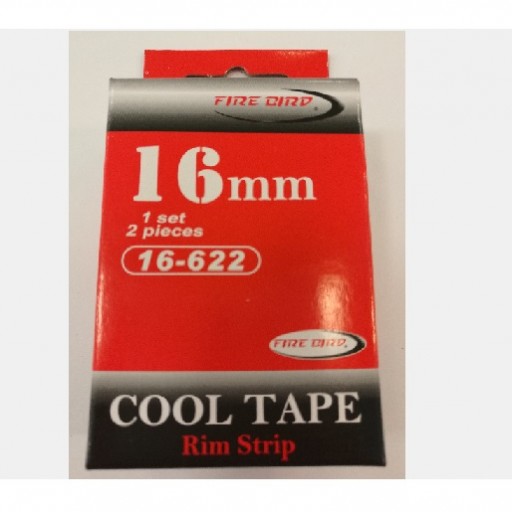 FIRE BIRD
16mm
1 set
2 pieces
16-622
FIRE BIRD
COOL TAPE
Rim Strip